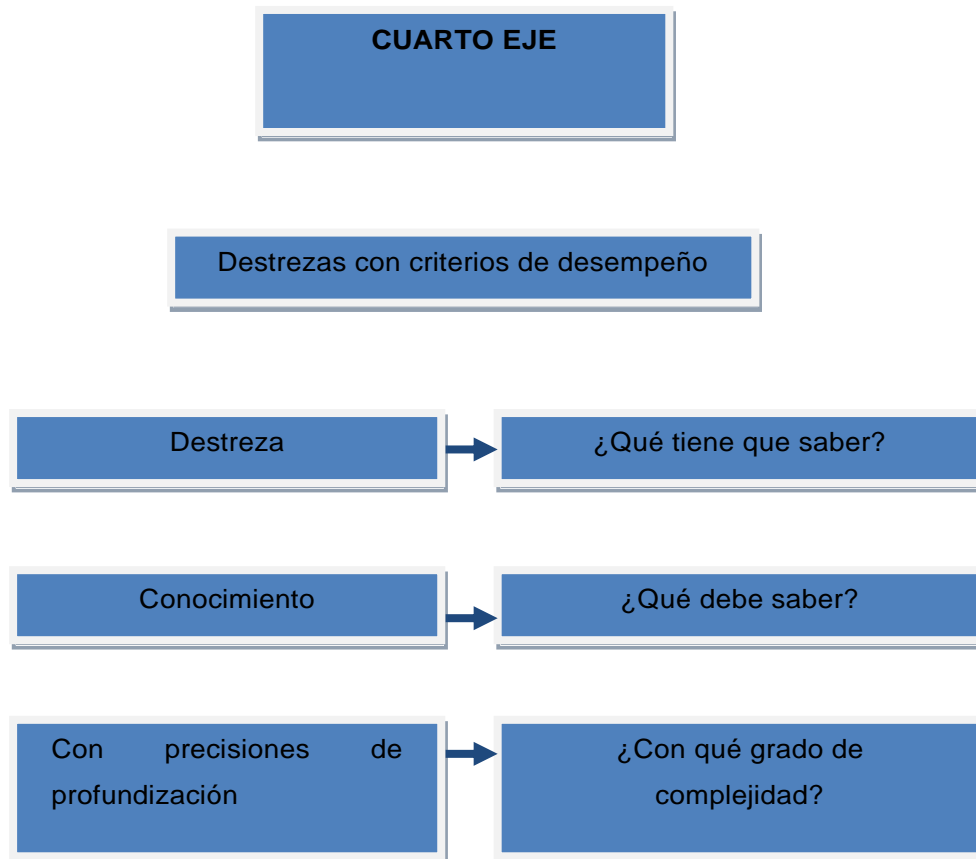 CUARTO EJE
Destrezas con criterios de desempeño
Destreza
¿Qué tiene que saber?
Conocimiento
¿Qué debe saber?
Con precisiones de
profundización
¿Con qué grado de
complejidad?